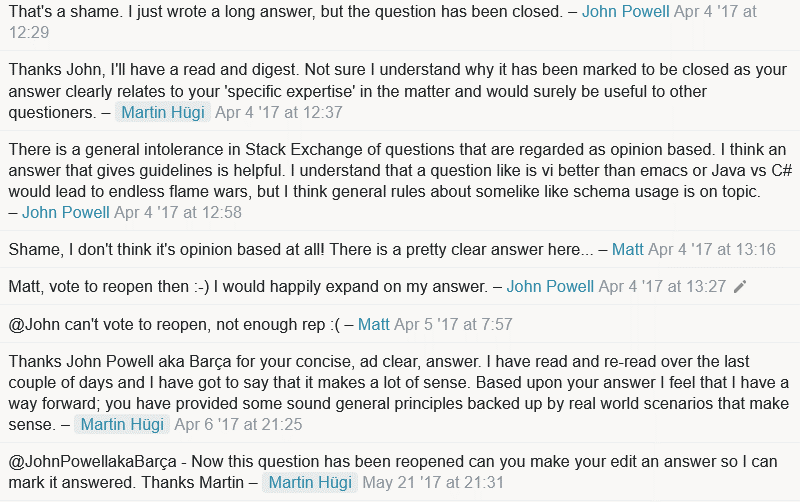 That's a shame. I just wrote a long answer, but the question has been closed. – John Powell Apr 4 '17 at
12:29
Thanks John, I'll have a read and digest. Not sure I understand why it has been marked to be closed as your
answer clearly relates to your 'specific expertise' in the matter and would surely be useful to other
questioners. – Martin Hügi Apr 4 '17 at 12:37
There is a general intolerance in Stack Exchange of questions that are regarded as opinion based. I think an
answer that gives guidelines is helpful. I understand that a question like is vi better than emacs or Java vs C#
would lead to endless flame wars, but I think general rules about somelike like schema usage is on topic.
– John Powell Apr 4 '17 at 12:58
Shame, I don't think it's opinion based at all! There is a pretty clear answer here... – Matt Apr 4 '17 at 13:16
Matt, vote to reopen then :-) I would happily expand on my answer. – John Powell Apr 4 '17 at 13:27
@John can't vote to reopen, not enough rep :( – Matt Apr 5 '17 at 7:57
Thanks John Powell aka Barça for your concise, ad clear, answer. I have read and re-read over the last
couple of days and I have got to say that it makes a lot of sense. Based upon your answer I feel that I have a
way forward; you have provided some sound general principles backed up by real world scenarios that make
sense. – Martin Hügi Apr 6 '17 at 21:25
@JohnPowellakaBarça - Now this question has been reopened can you make your edit an answer so I can
mark it answered. Thanks Martin – Martin Hügi May 21 '17 at 21:31